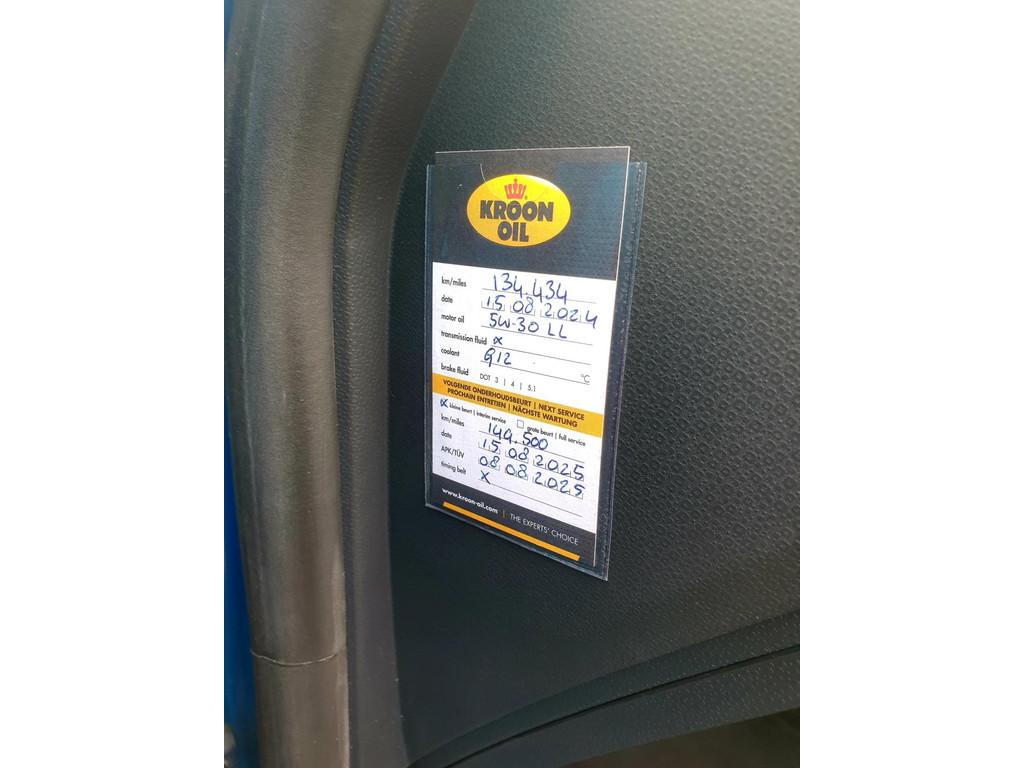 KROON
OIL
km/miles 134.434
date 15 08 2024
motor oil 5W-30 LL
transmission fluid x
coolant G12 °C
brake fluid DOT 3 | 4 | 5.1
VOLGENDE ONDERHOUDSBEURT | NEXT SERVICE
PROCHAIN ENTRETIEN | NÄCHSTE WARTUNG
x kleine beurt | interim service grote beurt | full service
km/miles 149.500
date 15 08 2025
APK/TÜV 08 08 2025
timing belt x
www.kroon-oil.com | THE EXPERTS' CHOICE